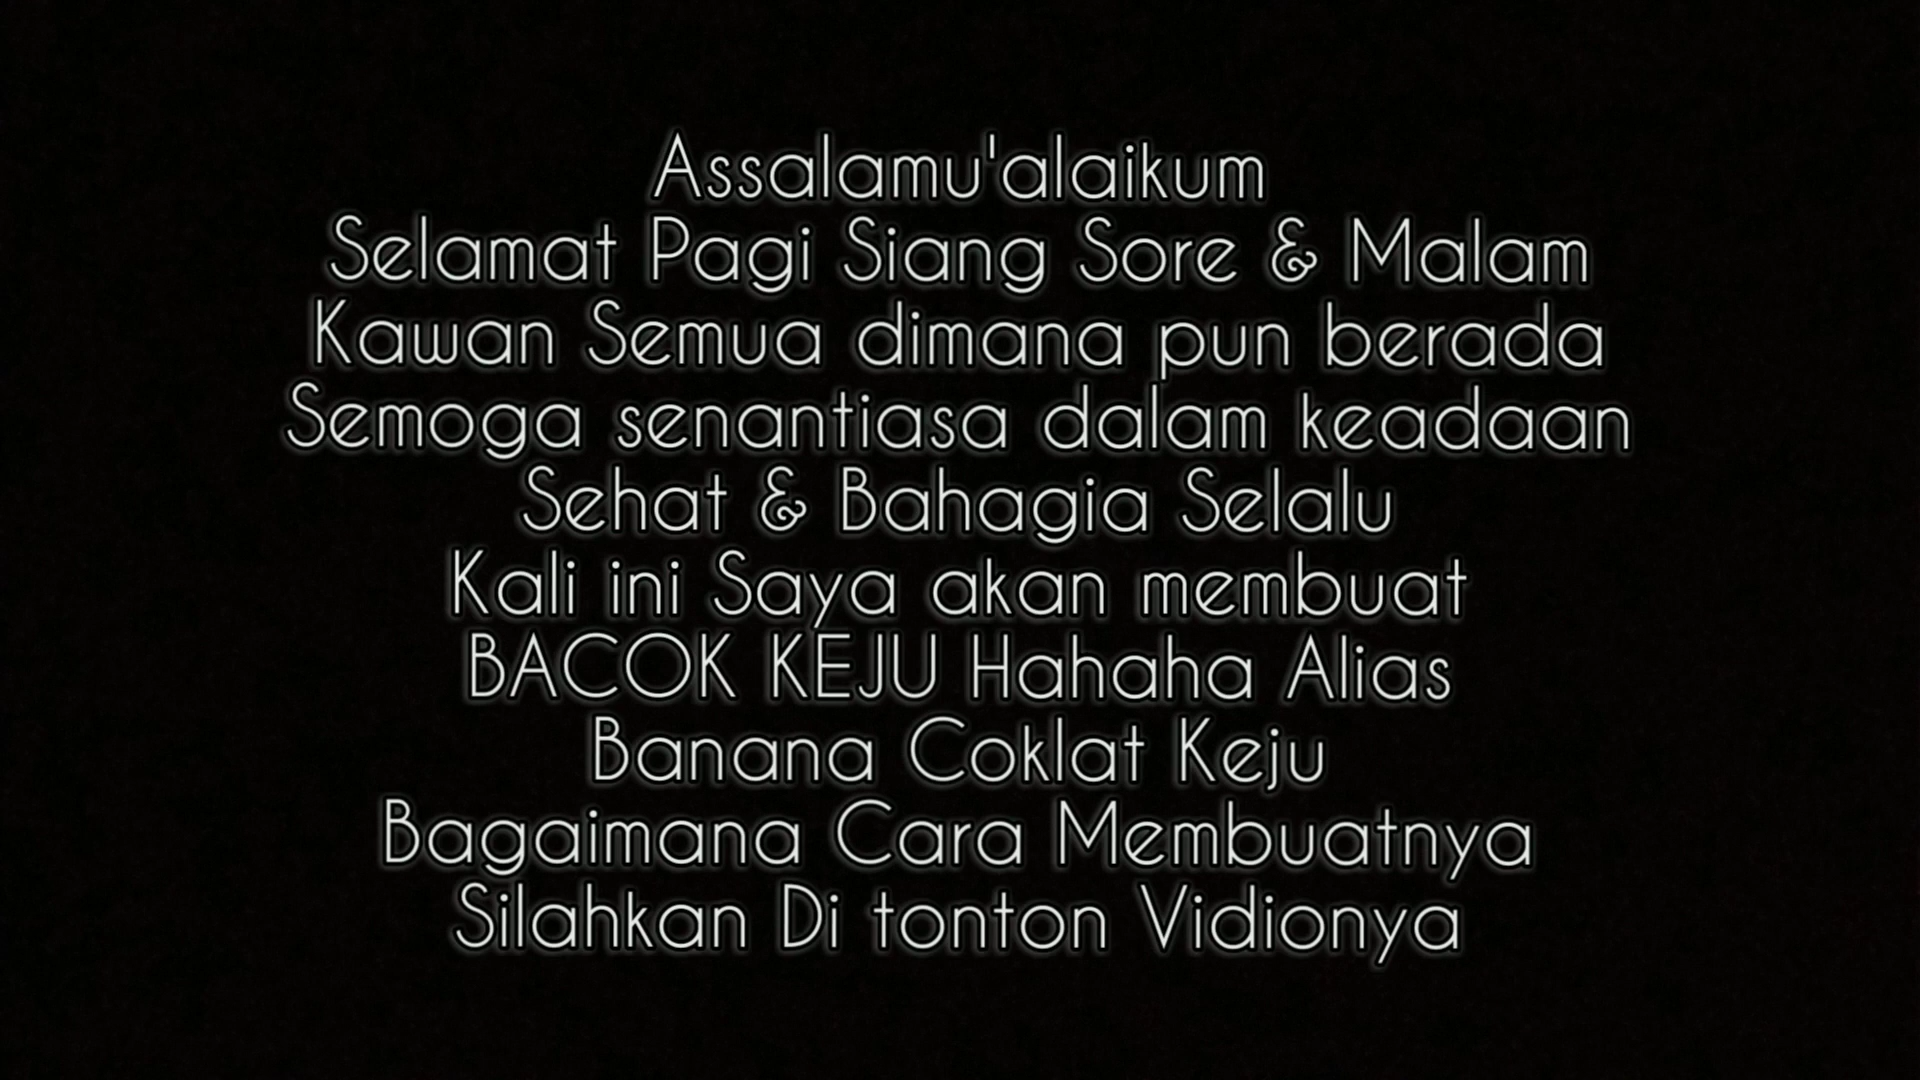 Assalamu'alaikum
Selamat Pagi Siang Sore & Malam
Kawan Semua dimana pun berada
Semoga senantiasa dalam keadaan
Sehat & Bahagia Selalu
Kali ini Saya akan membuat
BACOK KEJU Hahaha Alias
Banana Coklat Keju
Bagaimana Cara Membuatnya
Silahkan Di tonton Vidionya